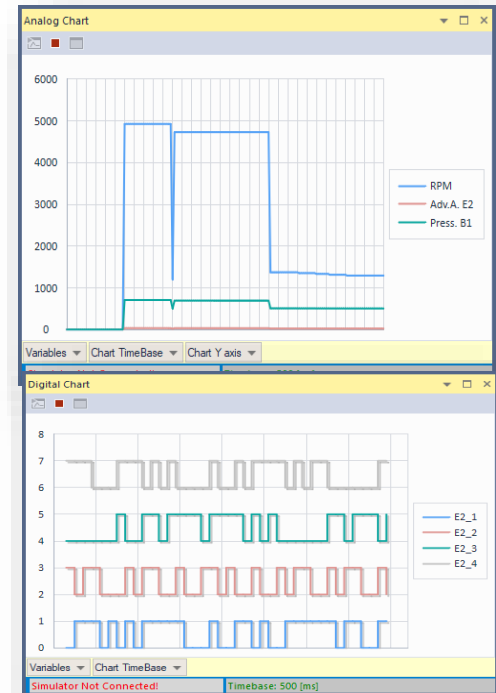 Analog Chart
6000
5000
4000
3000
2000
1000
0
RPM
Adv.A. E2
Press. B1
Variables Chart TimeBase Chart Y axis
Digital Chart
8
7
6
5
4
3
2
1
0
E2_1
E2_2
E2_3
E2_4
Variables Chart TimeBase
Simulator Not Connected! Timebase: 500 [ms]